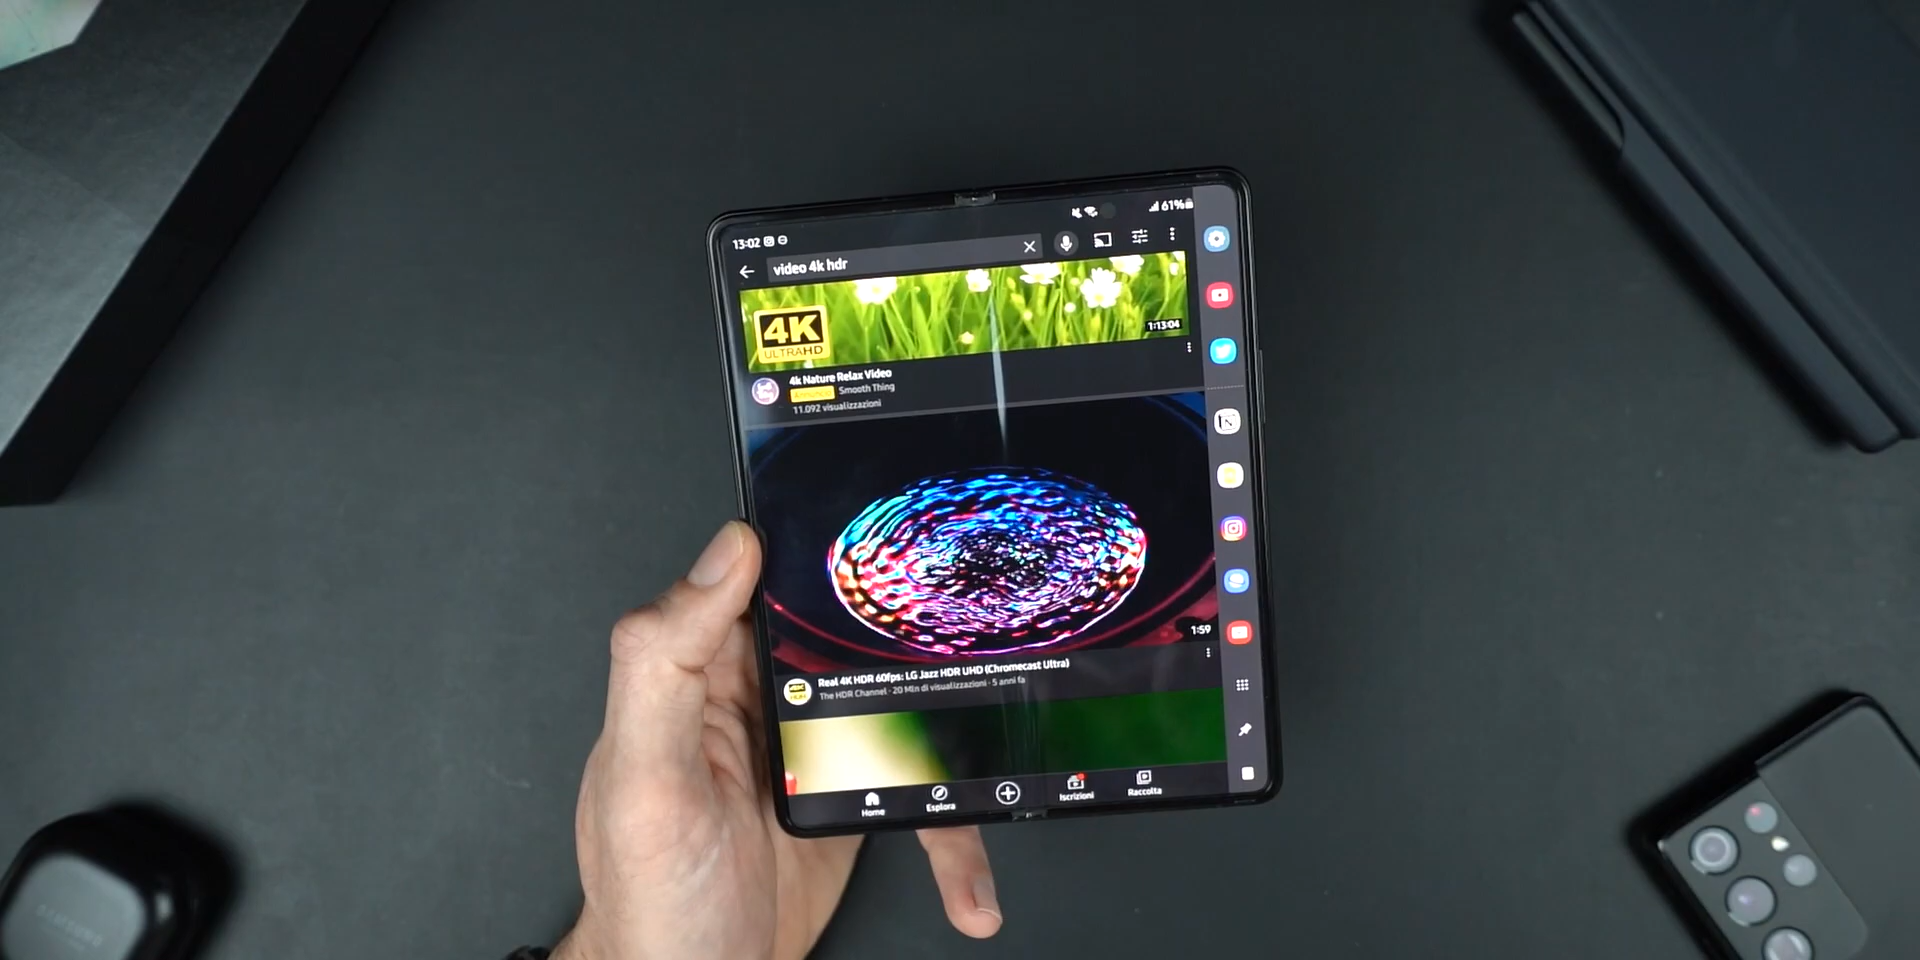 13:02
61%
video 4k hdr
4K
ULTRAHD
1:13:04
4k Nature Relax Video
Annuncio Smooth Thing
11.092 visualizzazioni
1:59
Real 4K HDR 60fps: LG Jazz HDR UHD (Chromecast Ultra)
The HDR Channel · 20 Mln di visualizzazioni · 5 anni fa
Home
Esplora
Iscrizioni
Raccolta
SAMSUNG